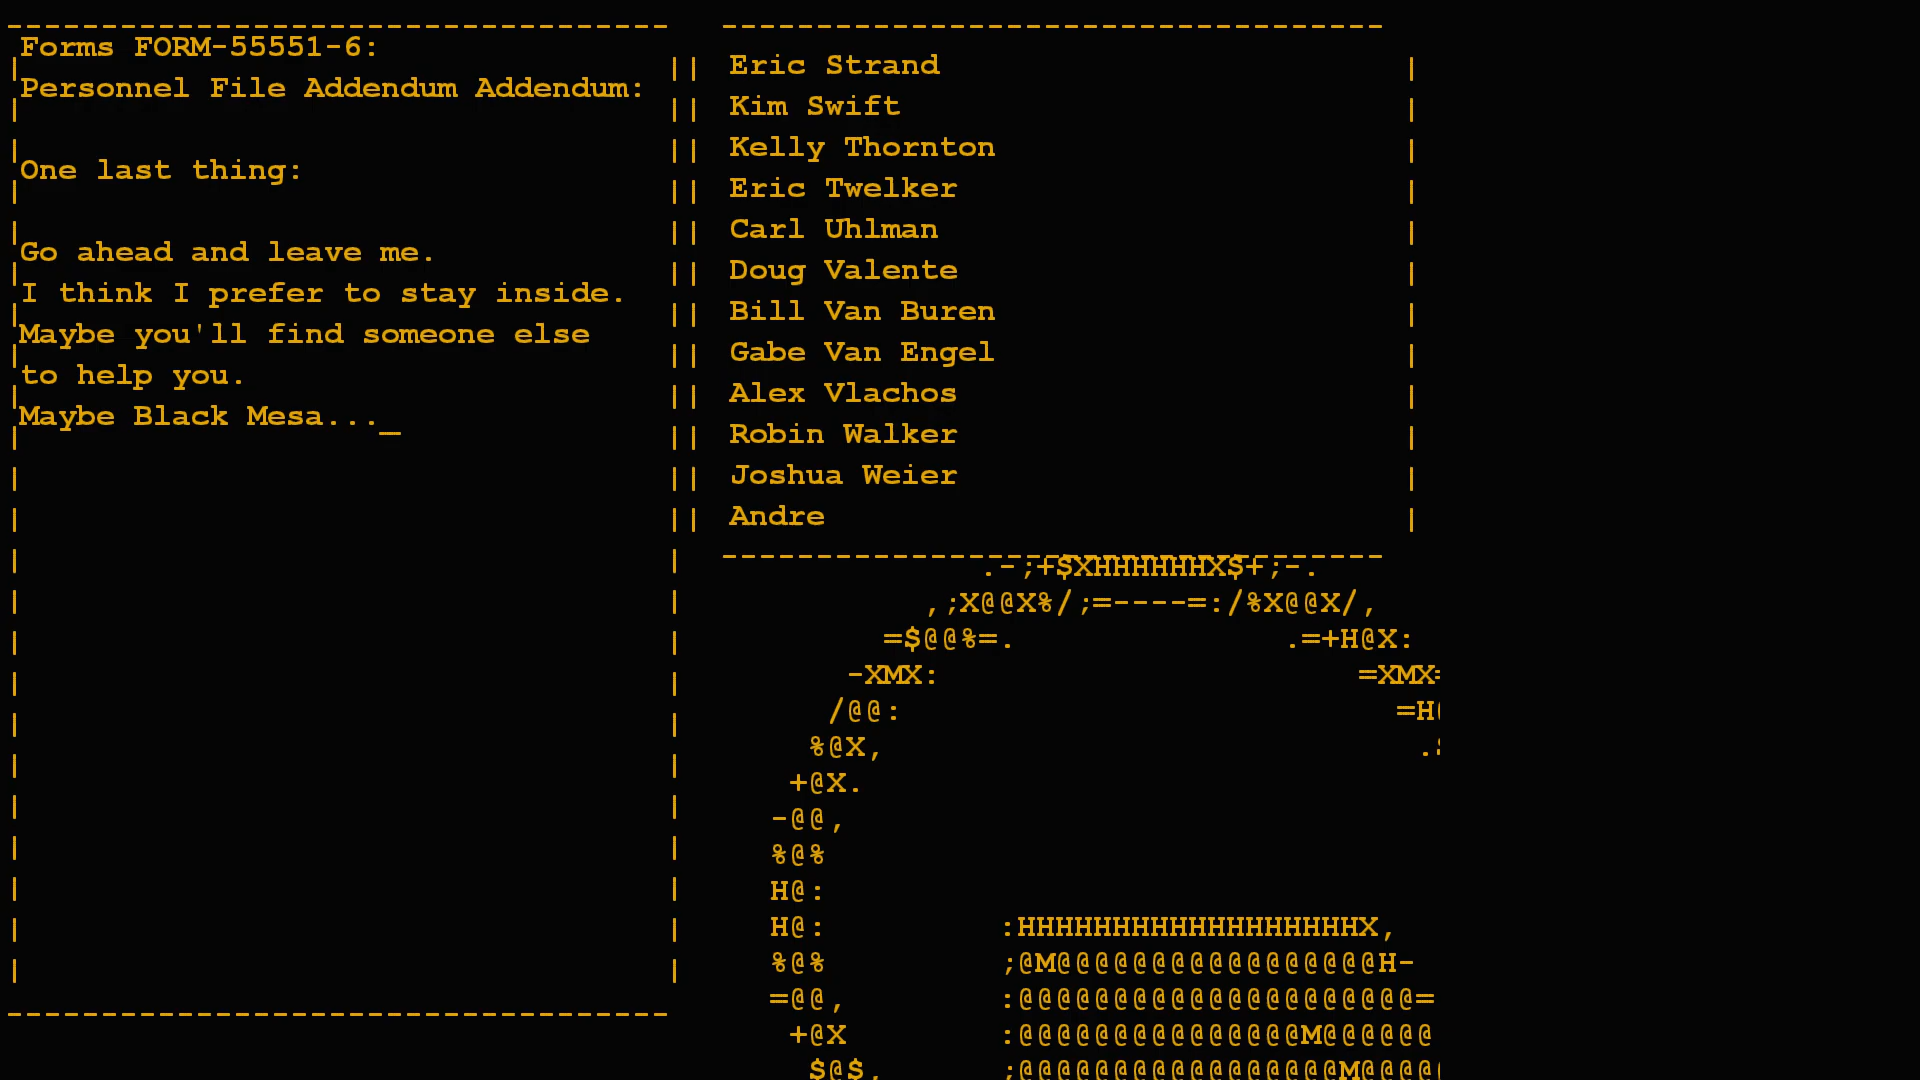 Forms FORM-55551-6:
Personnel File Addendum Addendum:
One last thing:
Go ahead and leave me.
I think I prefer to stay inside.
Maybe you'll find someone else
to help you.
Maybe Black Mesa..._
Eric Strand
Kim Swift
Kelly Thornton
Eric Twelker
Carl Uhlman
Doug Valente
Bill Van Buren
Gabe Van Engel
Alex Vlachos
Robin Walker
Joshua Weier
Andre